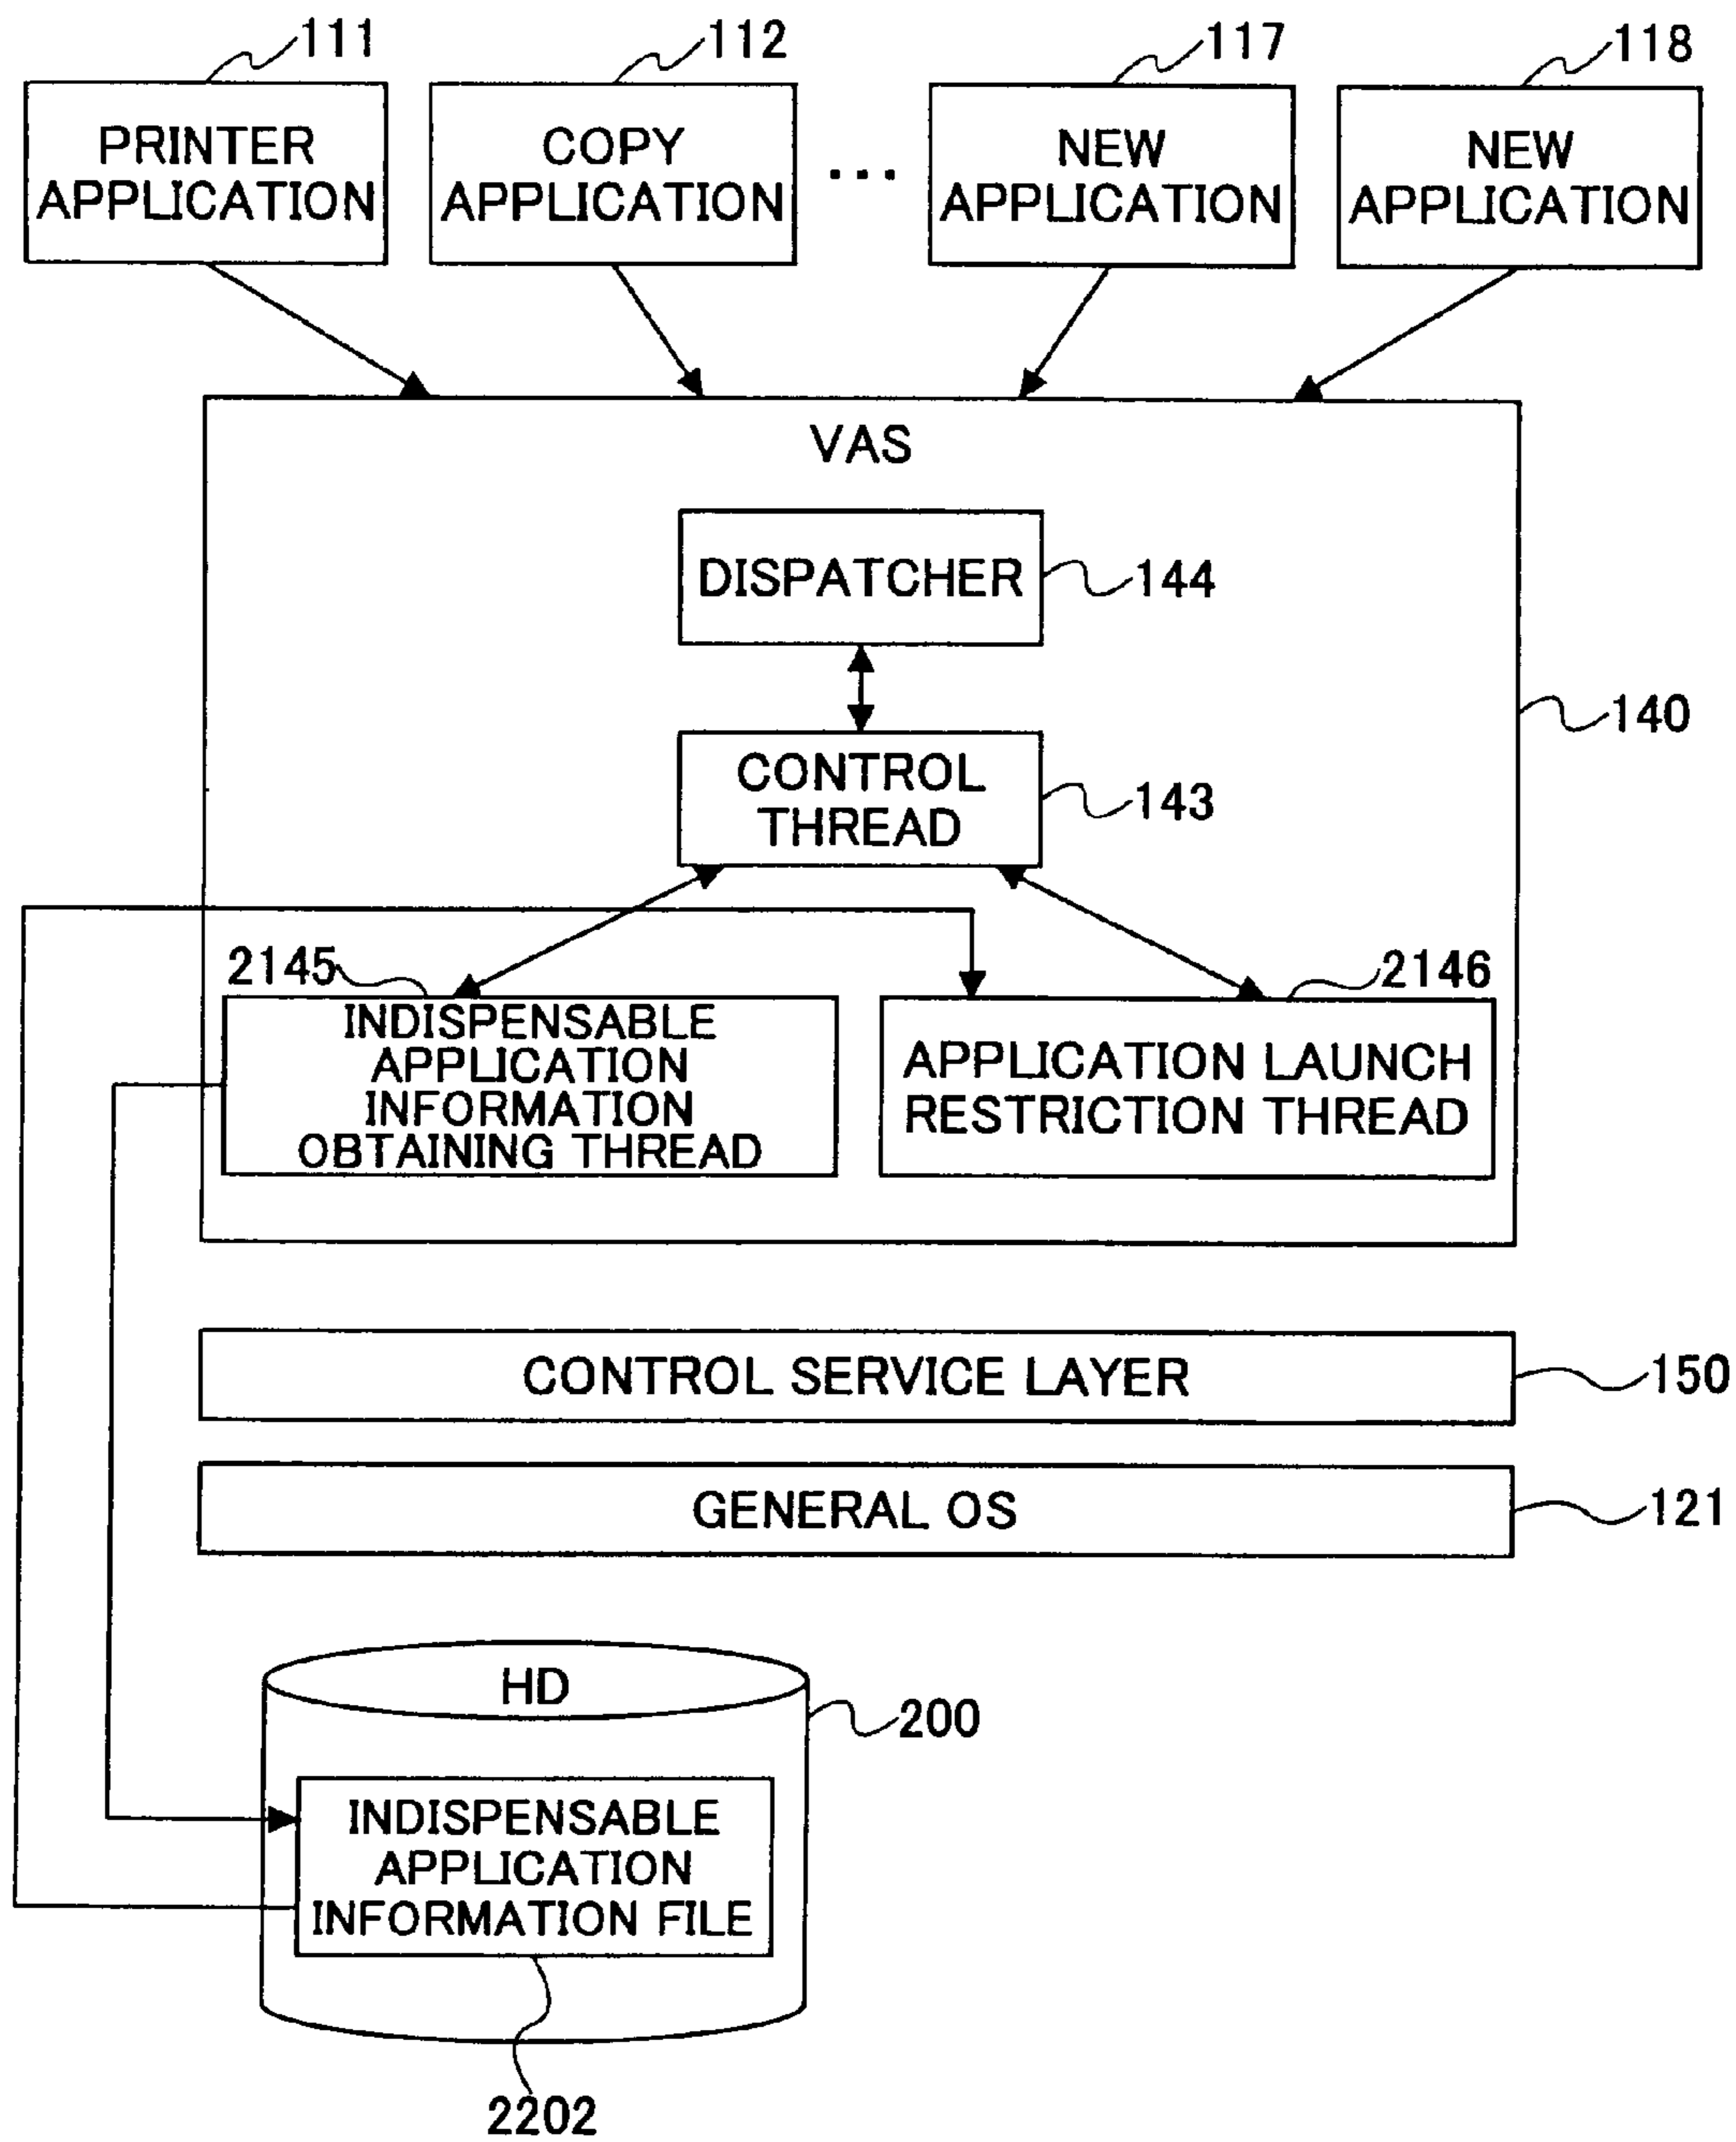 111
112
117
118
PRINTER
APPLICATION
COPY
APPLICATION
...
NEW
APPLICATION
NEW
APPLICATION
VAS
DISPATCHER
144
140
CONTROL
THREAD
143
2145
2146
INDISPENSABLE
APPLICATION
INFORMATION
OBTAINING THREAD
APPLICATION LAUNCH
RESTRICTION THREAD
CONTROL SERVICE LAYER
150
GENERAL OS
121
HD
200
INDISPENSABLE
APPLICATION
INFORMATION FILE
2202